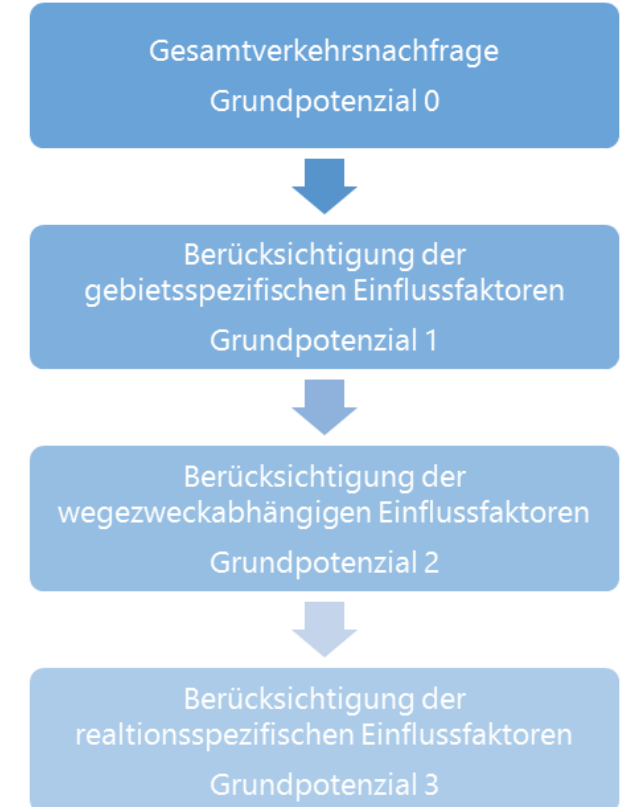 Gesamtverkehrsnachfrage
Grundpotenzial 0
Berücksichtigung der
gebietsspezifischen Einflussfaktoren
Grundpotenzial 1
Berücksichtigung der
wegezweckabhängigen Einflussfaktoren
Grundpotenzial 2
Berücksichtigung der
realtionsspezifischen Einflussfaktoren
Grundpotenzial 3